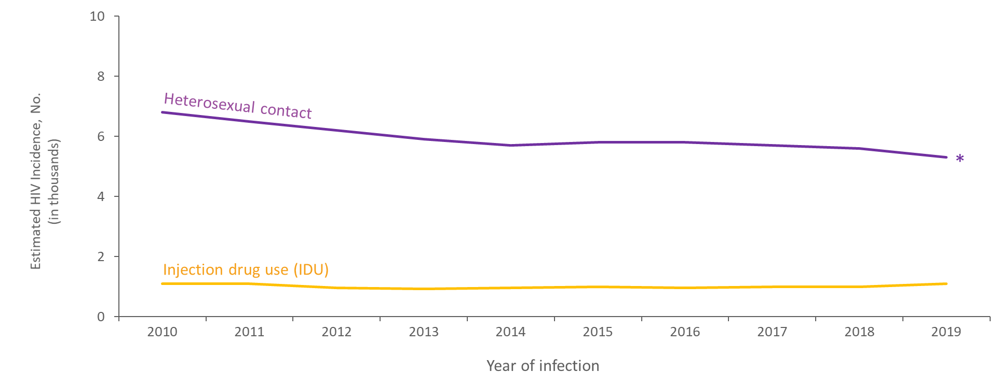 10
8
6
4
2
0
Estimated HIV Incidence, No.
(in thousands)
Heterosexual contact
*
Injection drug use (IDU)
2010 2011 2012 2013 2014 2015 2016 2017 2018 2019
Year of infection